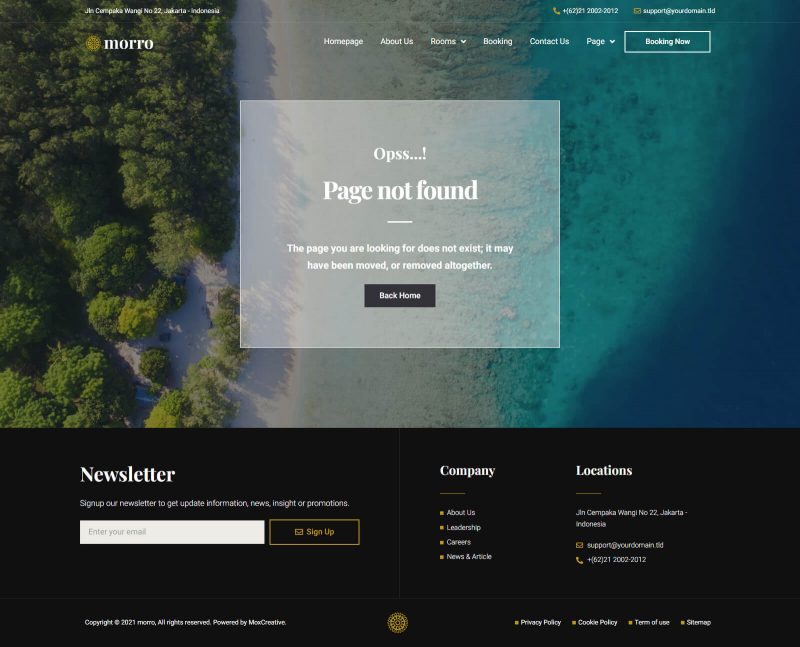 Jln Cempaka Wangi No 22, Jakarta - Indonesia
+(62)21 2002-2012
support@yourdomain.tld
morro
Homepage
About Us
Rooms
Booking
Contact Us
Page
Booking Now
Opss...!
Page not found
The page you are looking for does not exist; it may
have been moved, or removed altogether.
Back Home
Newsletter
Signup our newsletter to get update information, news, insight or promotions.
Enter your email
Sign Up
Company
About Us
Leadership
Careers
News & Article
Locations
Jln Cempaka Wangi No 22, Jakarta -
Indonesia
support@yourdomain.tld
+(62)21 2002-2012
Copyright © 2021 morro, All rights reserved. Powered by MoxCreative.
Privacy Policy
Cookie Policy
Term of use
Sitemap